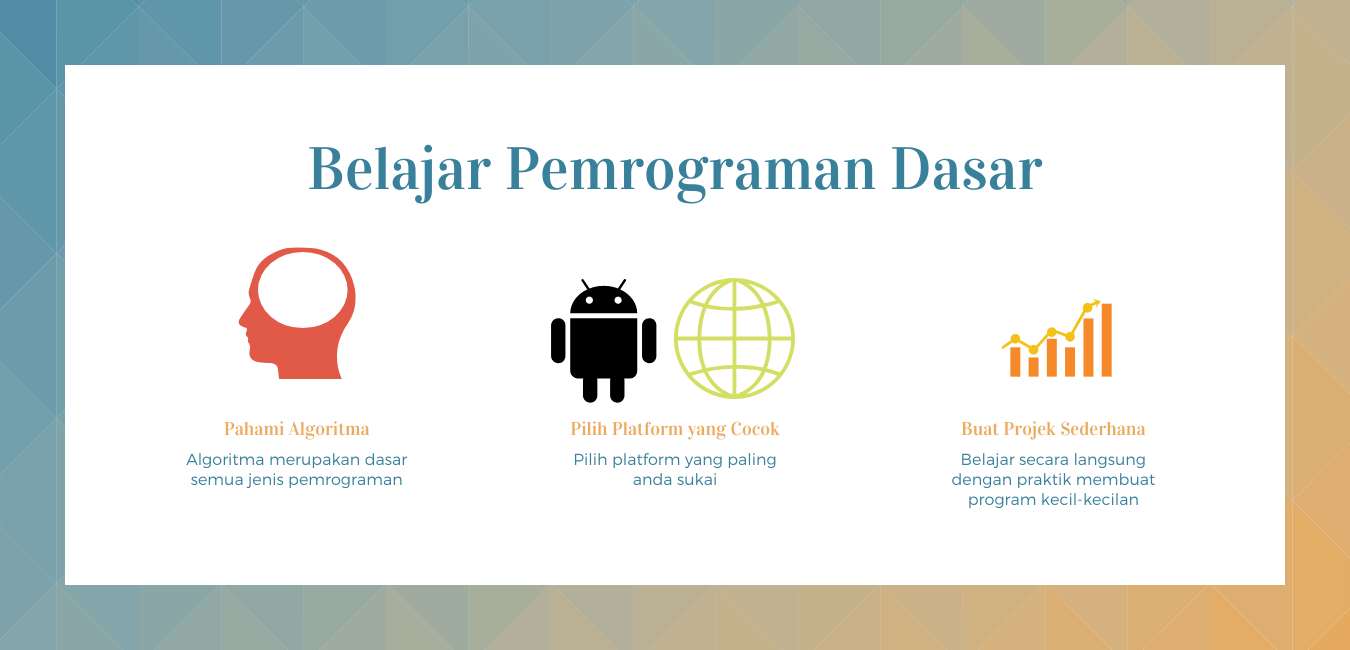 Belajar Pemrograman Dasar
Pahami Algoritma
Algoritma merupakan dasar
semua jenis pemrograman
Pilih Platform yang Cocok
Pilih platform yang paling
anda sukai
Buat Projek Sederhana
Belajar secara langsung
dengan praktik membuat
program kecil-kecilan